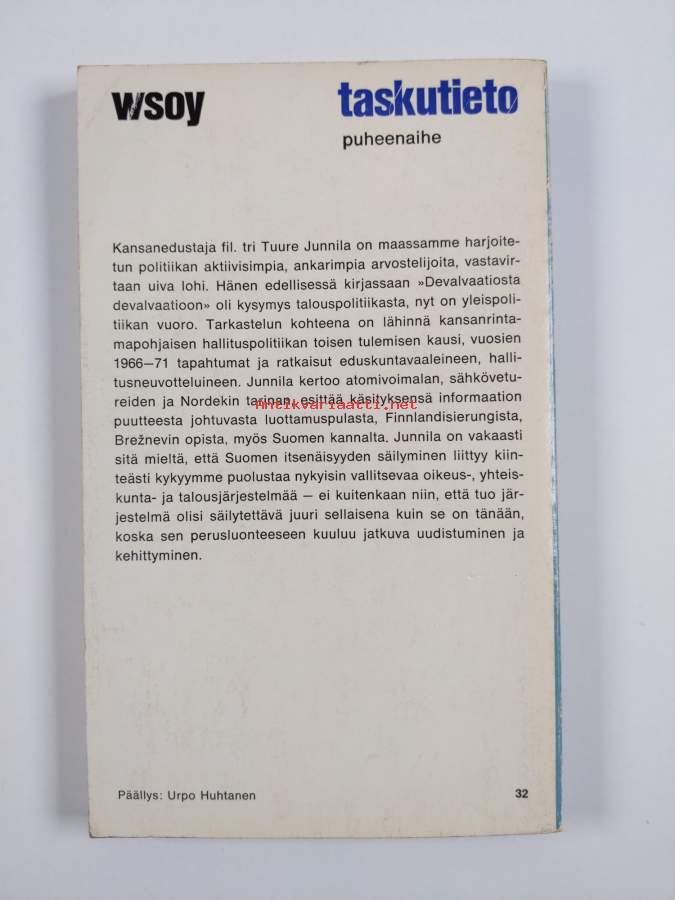 wsoy
taskutieto
puheenaihe
Kansanedustaja fil. tri Tuure Junnila on maassamme harjoite-
tun politiikan aktiivisimpia, ankarimpia arvostelijoita, vastavir-
taan uiva lohi. Hänen edellisessä kirjassaan »Devalvaatiosta
devalvaatioon» oli kysymys talouspolitiikasta, nyt on yleispoli-
tiikan vuoro. Tarkastelun kohteena on lähinnä kansanrinta-
mapohjaisen hallituspolitiikan toisen tulemisen kausi, vuosien
1966—71 tapahtumat ja ratkaisut eduskuntavaaleineen, halli-
tusneuvotteluineen. Junnila kertoo atomivoimalan, sähkövetu-
reiden ja Nordekin tarinan, esittää käsityksensä informaation
Antikvariaatti.net
puutteesta johtuvasta luottamuspulasta, Finnlandisierungista,
Brežnevin opista, myös Suomen kannalta. Junnila on vakaasti
sitä mieltä, että Suomen itsenäisyyden säilyminen liittyy kiin-
teästi kykyymme puolustaa nykyisin vallitsevaa oikeus-, yhteis-
kunta- ja talousjärjestelmää — ei kuitenkaan niin, että tuo jär-
jestelmä olisi säilytettävä juuri sellaisena kuin se on tänään,
koska sen perusluonteeseen kuuluu jatkuva uudistuminen ja
kehittyminen.
Päällys: Urpo Huhtanen
32